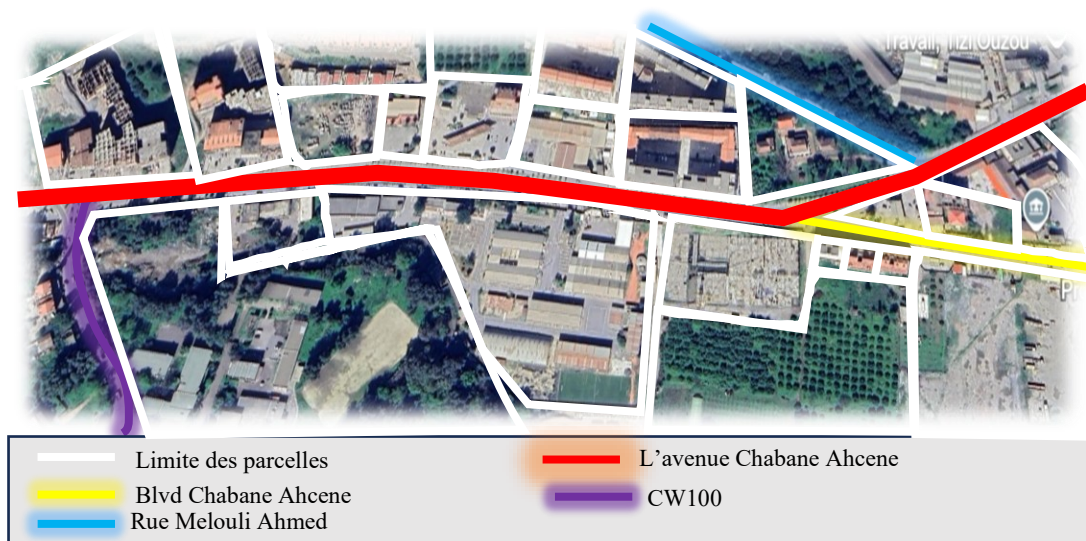 Travail, Tizi Ouzou
Limite des parcelles
L'avenue Chabane Ahcene
Blvd Chabane Ahcene
CW100
Rue Melouli Ahmed